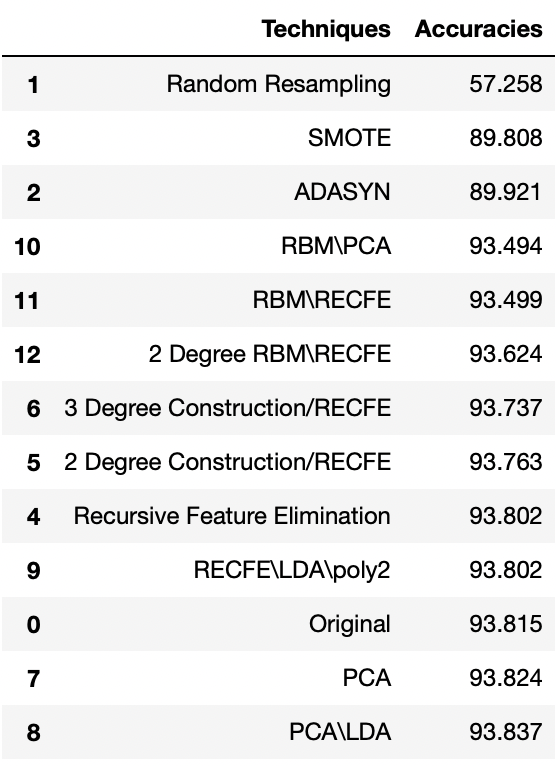 Techniques Accuracies
1 Random Resampling 57.258
3 SMOTE 89.808
2 ADASYN 89.921
10 RBM\PCA 93.494
11 RBM\RECFE 93.499
12 2 Degree RBM\RECFE 93.624
6 3 Degree Construction/RECFE 93.737
5 2 Degree Construction/RECFE 93.763
4 Recursive Feature Elimination 93.802
9 RECFE\LDA\poly2 93.802
0 Original 93.815
7 PCA 93.824
8 PCA\LDA 93.837